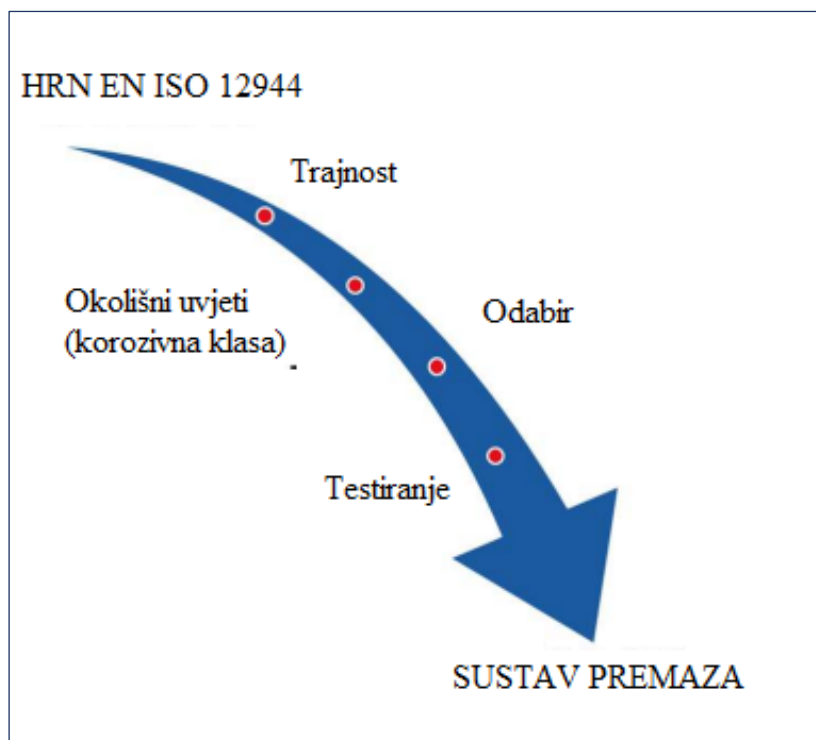 HRN EN ISO 12944
Trajnost
Okolišni uvjeti
(korozivna klasa)
Odabir
Testiranje
SUSTAV PREMAZA